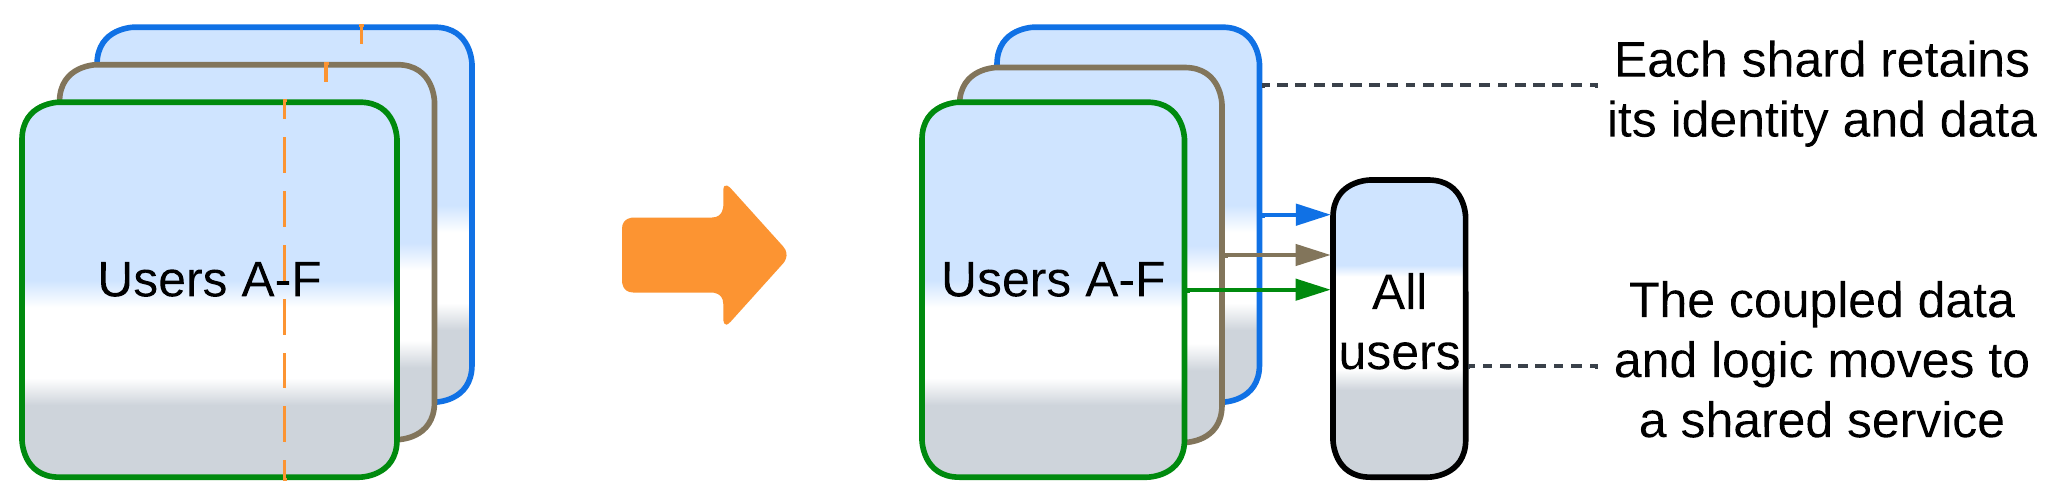 Users A-F
Users A-F
Each shard retains
its identity and data
All
users
The coupled data
and logic moves to
a shared service